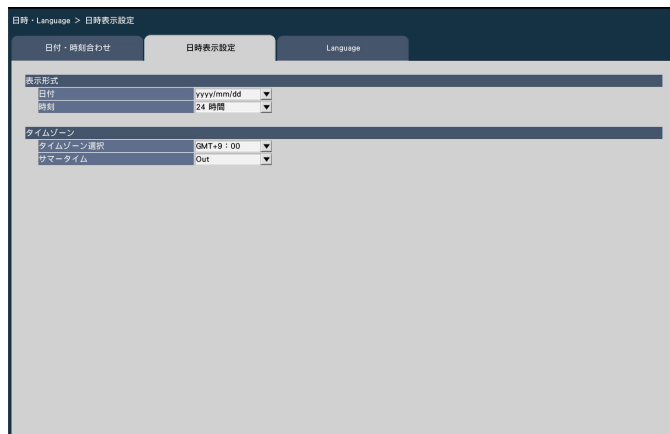 日時・Language > 日時表示設定
日付・時刻合わせ 日時表示設定 Language
表示形式
日付 yyyy/mm/dd ▼
時刻 24 時間 ▼
タイムゾーン
タイムゾーン選択 GMT+9：00 ▼
サマータイム Out ▼